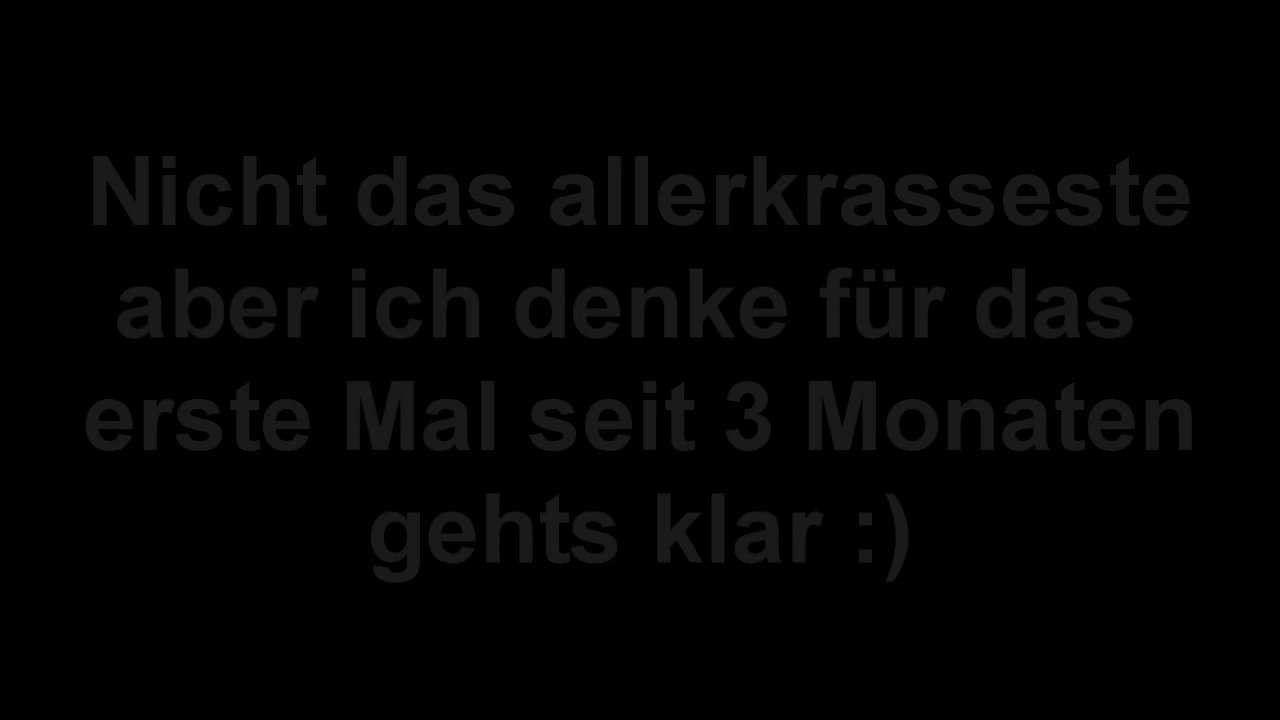 Nicht das allerkrasseste
aber ich denke für das
erste Mal seit 3 Monaten
gehts klar :)